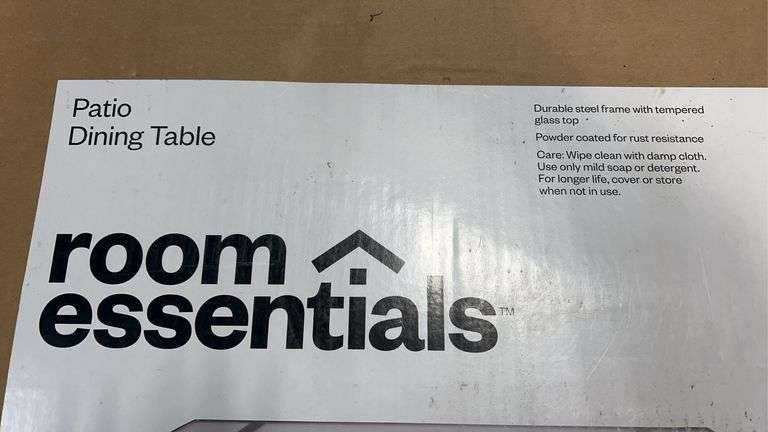 Patio
Dining Table
Durable steel frame with tempered
glass top
Powder coated for rust resistance
Care: Wipe clean with damp cloth.
Use only mild soap or detergent.
For longer life, cover or store
when not in use.
room
essentials™